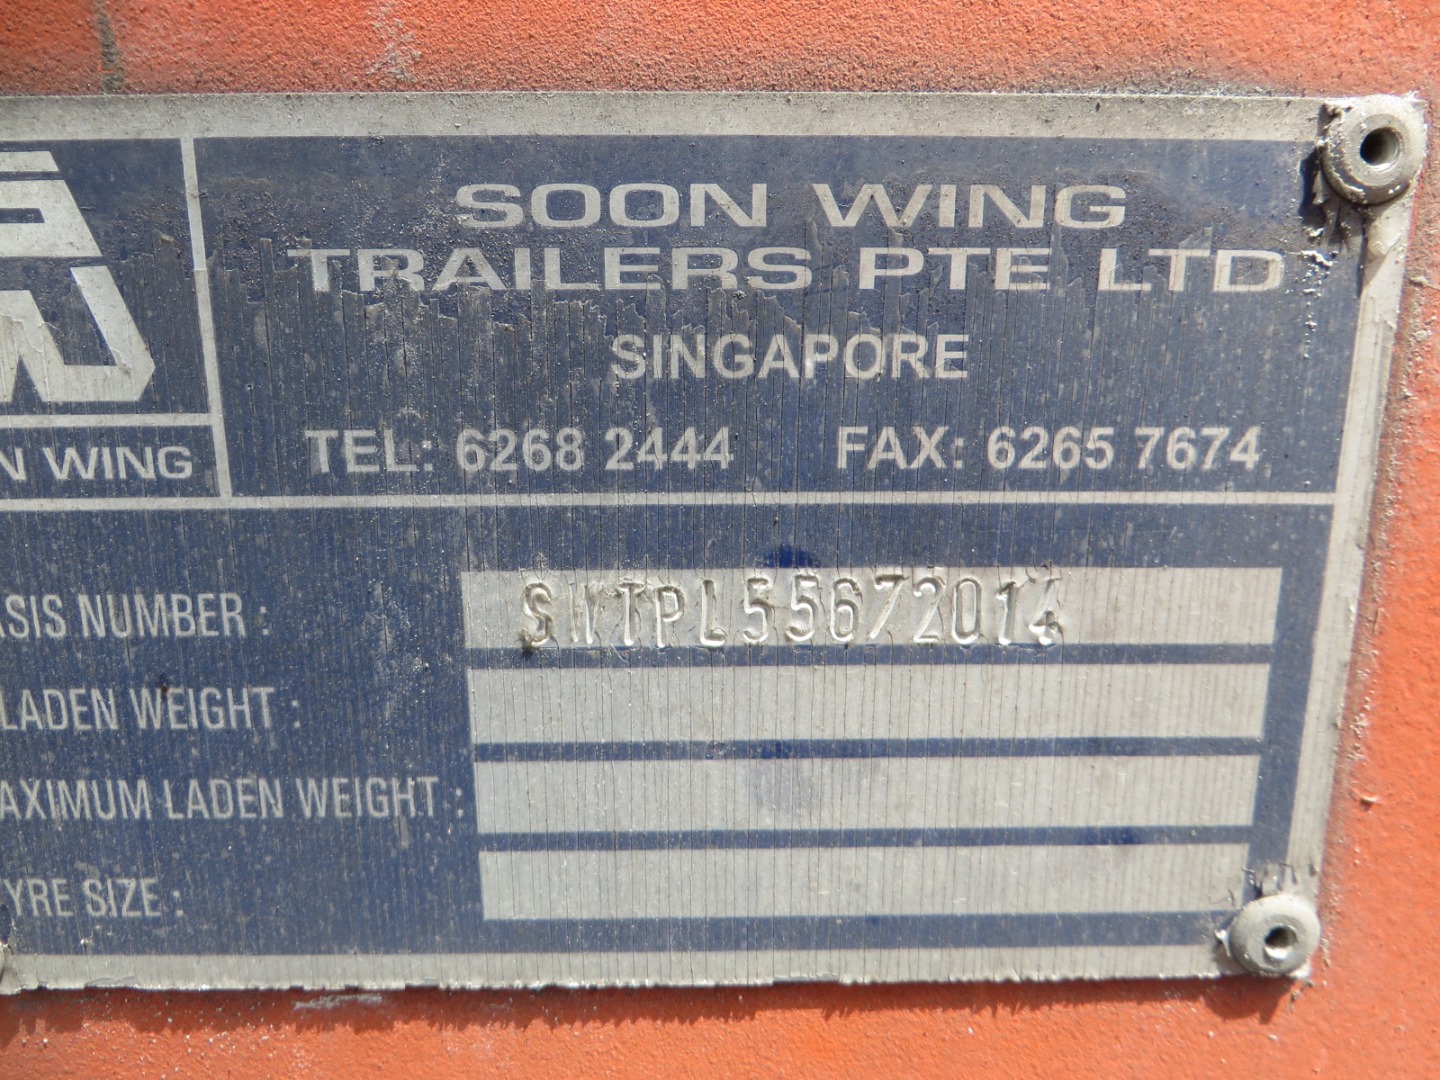 SOON WING
TRAILERS PTE LTD
SINGAPORE
N WING
TEL: 6268 2444 FAX: 6265 7674
ASIS NUMBER : SWTPL55672014
LADEN WEIGHT :
AXIMUM LADEN WEIGHT :
YRE SIZE :